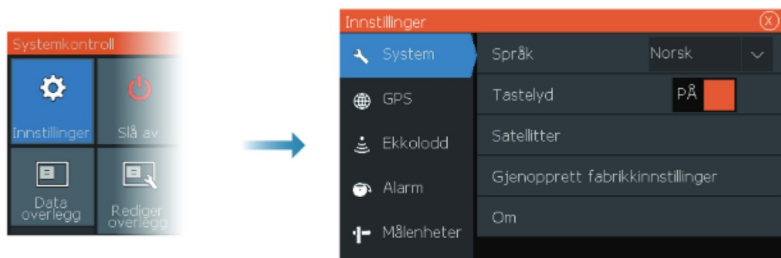 Systemkontroll
Innstillinger
Slå av
Data
overlegg
Rediger
overlegg
Innstillinger
System
GPS
Ekkolodd
Alarm
Målenheter
Språk
Norsk
Tastelyd
PÅ
Satellitter
Gjenopprett fabrikkinnstillinger
Om